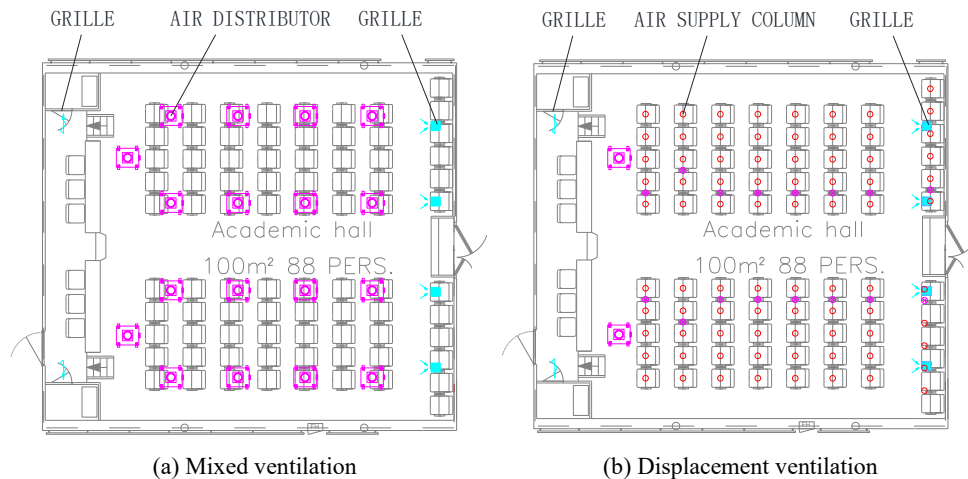 GRILLE AIR DISTRIBUTOR GRILLE
GRILLE AIR SUPPLY COLUMN GRILLE
Academic hall
100m² 88 PERS.
Academic hall
100m² 88 PERS.
(a) Mixed ventilation
(b) Displacement ventilation